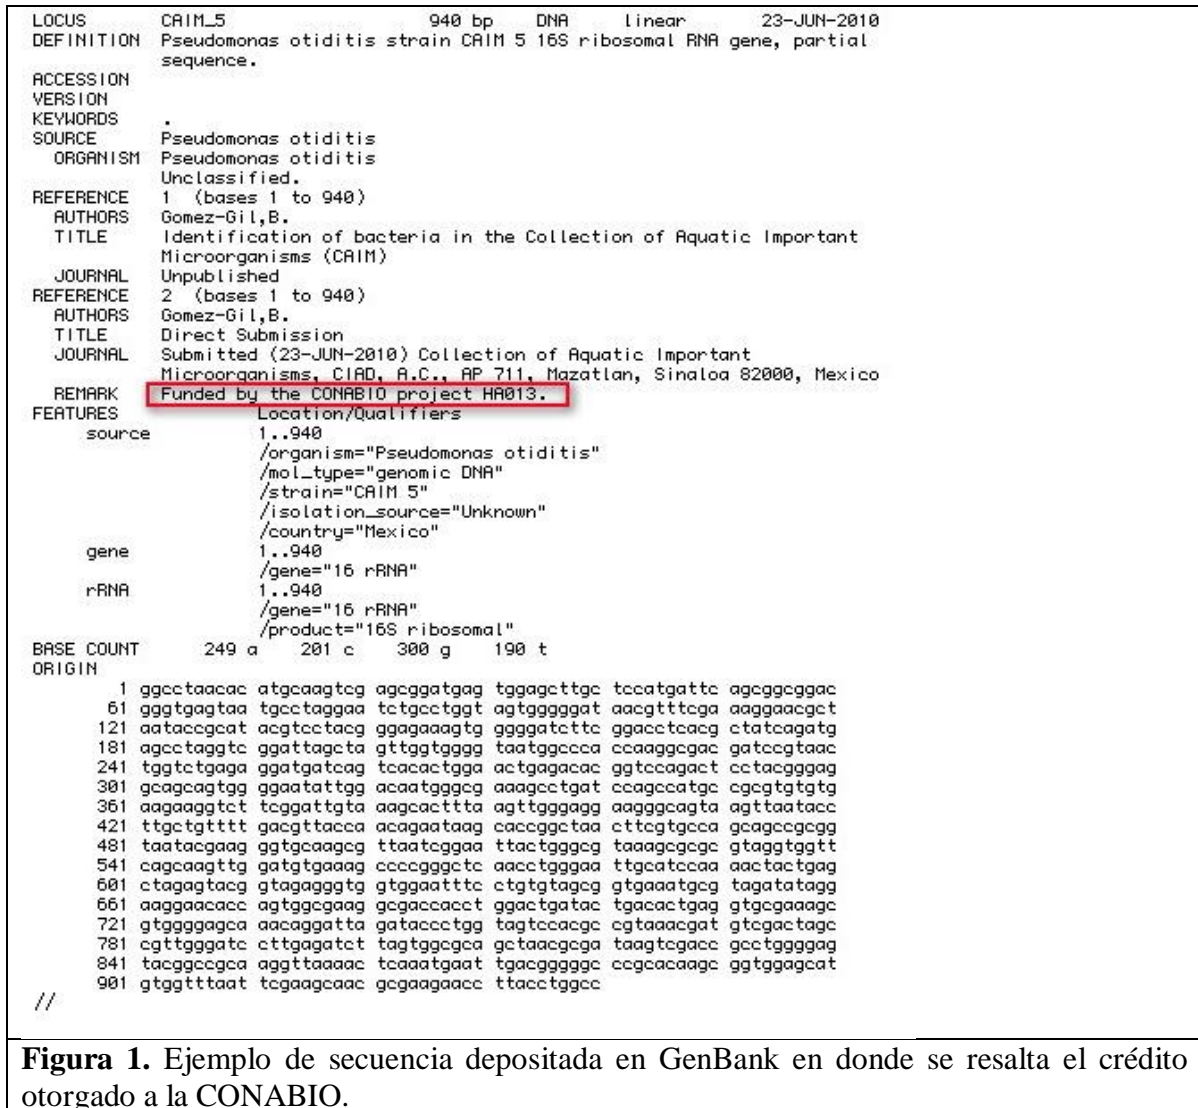 LOCUS       CAIM_5                   940 bp    DNA     linear       23-JUN-2010
DEFINITION  Pseudomonas otiditis strain CAIM 5 16S ribosomal RNA gene, partial
            sequence.
ACCESSION
VERSION
KEYWORDS    .
SOURCE      Pseudomonas otiditis
  ORGANISM  Pseudomonas otiditis
            Unclassified.
REFERENCE   1  (bases 1 to 940)
  AUTHORS   Gomez-Gil,B.
  TITLE     Identification of bacteria in the Collection of Aquatic Important
            Microorganisms (CAIM)
  JOURNAL   Unpublished
REFERENCE   2  (bases 1 to 940)
  AUTHORS   Gomez-Gil,B.
  TITLE     Direct Submission
  JOURNAL   Submitted (23-JUN-2010) Collection of Aquatic Important
            Microorganisms, CIAD, A.C., AP 711, Mazatlan, Sinaloa 82000, Mexico
  REMARK    Funded by the CONABIO project HA013.
FEATURES             Location/Qualifiers
     source          1..940
                     /organism="Pseudomonas otiditis"
                     /mol_type="genomic DNA"
                     /strain="CAIM 5"
                     /isolation_source="Unknown"
                     /country="Mexico"
     gene            1..940
                     /gene="16 rRNA"
     rRNA            1..940
                     /gene="16 rRNA"
                     /product="16S ribosomal"
BASE COUNT      249 a    201 c    300 g    190 t
ORIGIN
        1 ggcctaacac atgcaagtcg agcggatgag tggagcttgc tccatgattc agcggcggac
       61 gggtgagtaa tgcctaggaa tctgcctggt agtgggggat aacgtttcga aaggaacgct
      121 aataccgcat acgtcctacg ggagaaagtg ggggatcttc ggacctcacg ctatcagatg
      181 agcctaggtc ggattagcta gttggtgggg taatggccca ccaaggcgac gatccgtaac
      241 tggtctgaga ggatgatcag tcacactgga actgagacac ggtccagact cctacgggag
      301 gcagcagtgg ggaatattgg acaatgggcg aaagcctgat ccagccatgc cgcgtgtgtg
      361 aagaaggtct tcggattgta aagcacttta agttgggagg aagggcagta agttaatacc
      421 ttgctgtttt gacgttacca acagaataag caccggctaa cttcgtgcca gcagccgcgg
      481 taatacgaag ggtgcaagcg ttaatcggaa ttactgggcg taaagcgcgc gtaggtggtt
      541 cagcaagttg gatgtgaaag ccccgggctc aacctgggaa ttgcatccaa aactactgag
      601 ctagagtacg gtagagggtg gtggaatttc ctgtgtagcg gtgaaatgcg tagatatagg
      661 aaggaacacc agtggcgaag gcgaccacct ggactgatac tgacactgag gtgcgaaagc
      721 gtggggagca aacaggatta gataccctgg tagtccacgc cgtaaacgat gtcgactagc
      781 cgttgggatc cttgagatct tagtggcgca gctaacgcga taagtcgacc gcctggggag
      841 tacggccgca aggttaaaac tcaaatgaat tgacgggggc ccgcacaagc ggtggagcat
      901 gtggtttaat tcgaagcaac gcgaagaacc ttacctggcc
//
Figura 1. Ejemplo de secuencia depositada en GenBank en donde se resalta el crédito
otorgado a la CONABIO.